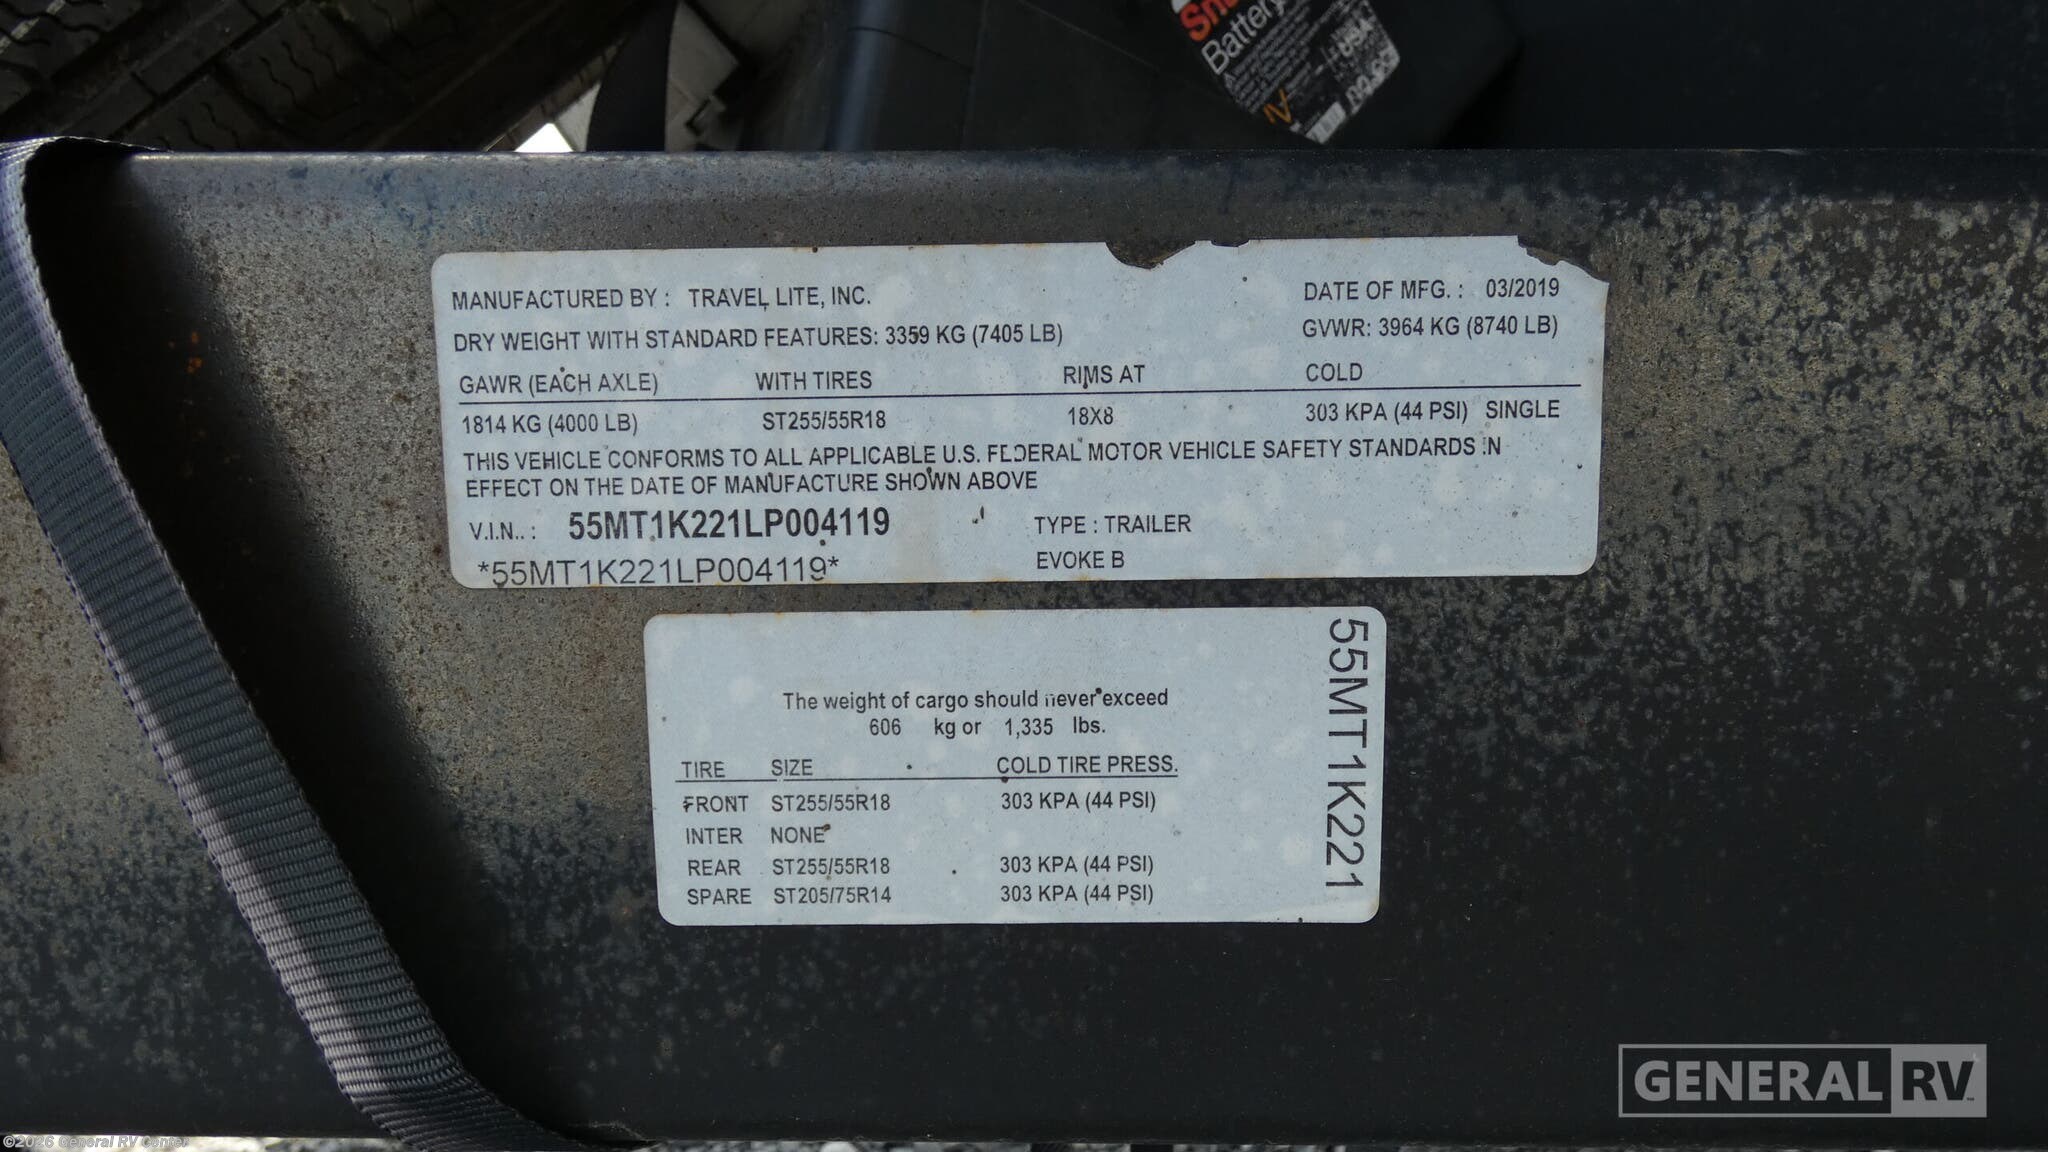 Battery
USA
MANUFACTURED BY : TRAVEL LITE, INC. DATE OF MFG. : 03/2019
DRY WEIGHT WITH STANDARD FEATURES: 3359 KG (7405 LB) GVWR: 3964 KG (8740 LB)
GAWR (EACH AXLE) WITH TIRES RIMS AT COLD
1814 KG (4000 LB) ST255/55R18 18X8 303 KPA (44 PSI) SINGLE
THIS VEHICLE CONFORMS TO ALL APPLICABLE U.S. FEDERAL MOTOR VEHICLE SAFETY STANDARDS IN
EFFECT ON THE DATE OF MANUFACTURE SHOWN ABOVE
V.I.N.. : 55MT1K221LP004119 TYPE : TRAILER
*55MT1K221LP004119* EVOKE B
The weight of cargo should never exceed
606 kg or 1,335 lbs.
TIRE SIZE COLD TIRE PRESS.
FRONT ST255/55R18 303 KPA (44 PSI)
INTER NONE
REAR ST255/55R18 303 KPA (44 PSI)
SPARE ST205/75R14 303 KPA (44 PSI)
55MT1K221
GENERAL RV
©2026 General RV Center